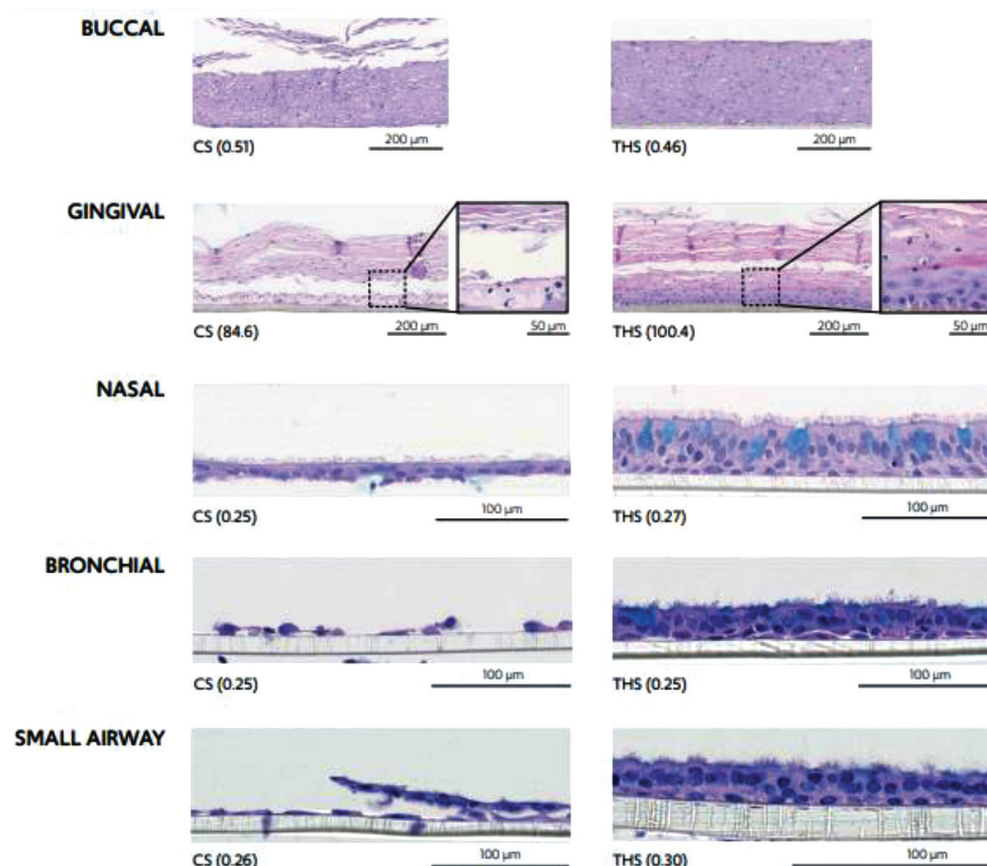 BUCCAL
200 µm
200 µm
CS (0.51)
THS (0.46)
GINGIVAL
200 µm
50 µm
200 µm
50 µm
CS (84.6)
THS (100.4)
NASAL
100 µm
100 µm
CS (0.25)
THS (0.27)
BRONCHIAL
100 µm
100 µm
CS (0.25)
THS (0.25)
SMALL AIRWAY
100 µm
100 µm
CS (0.26)
THS (0.30)